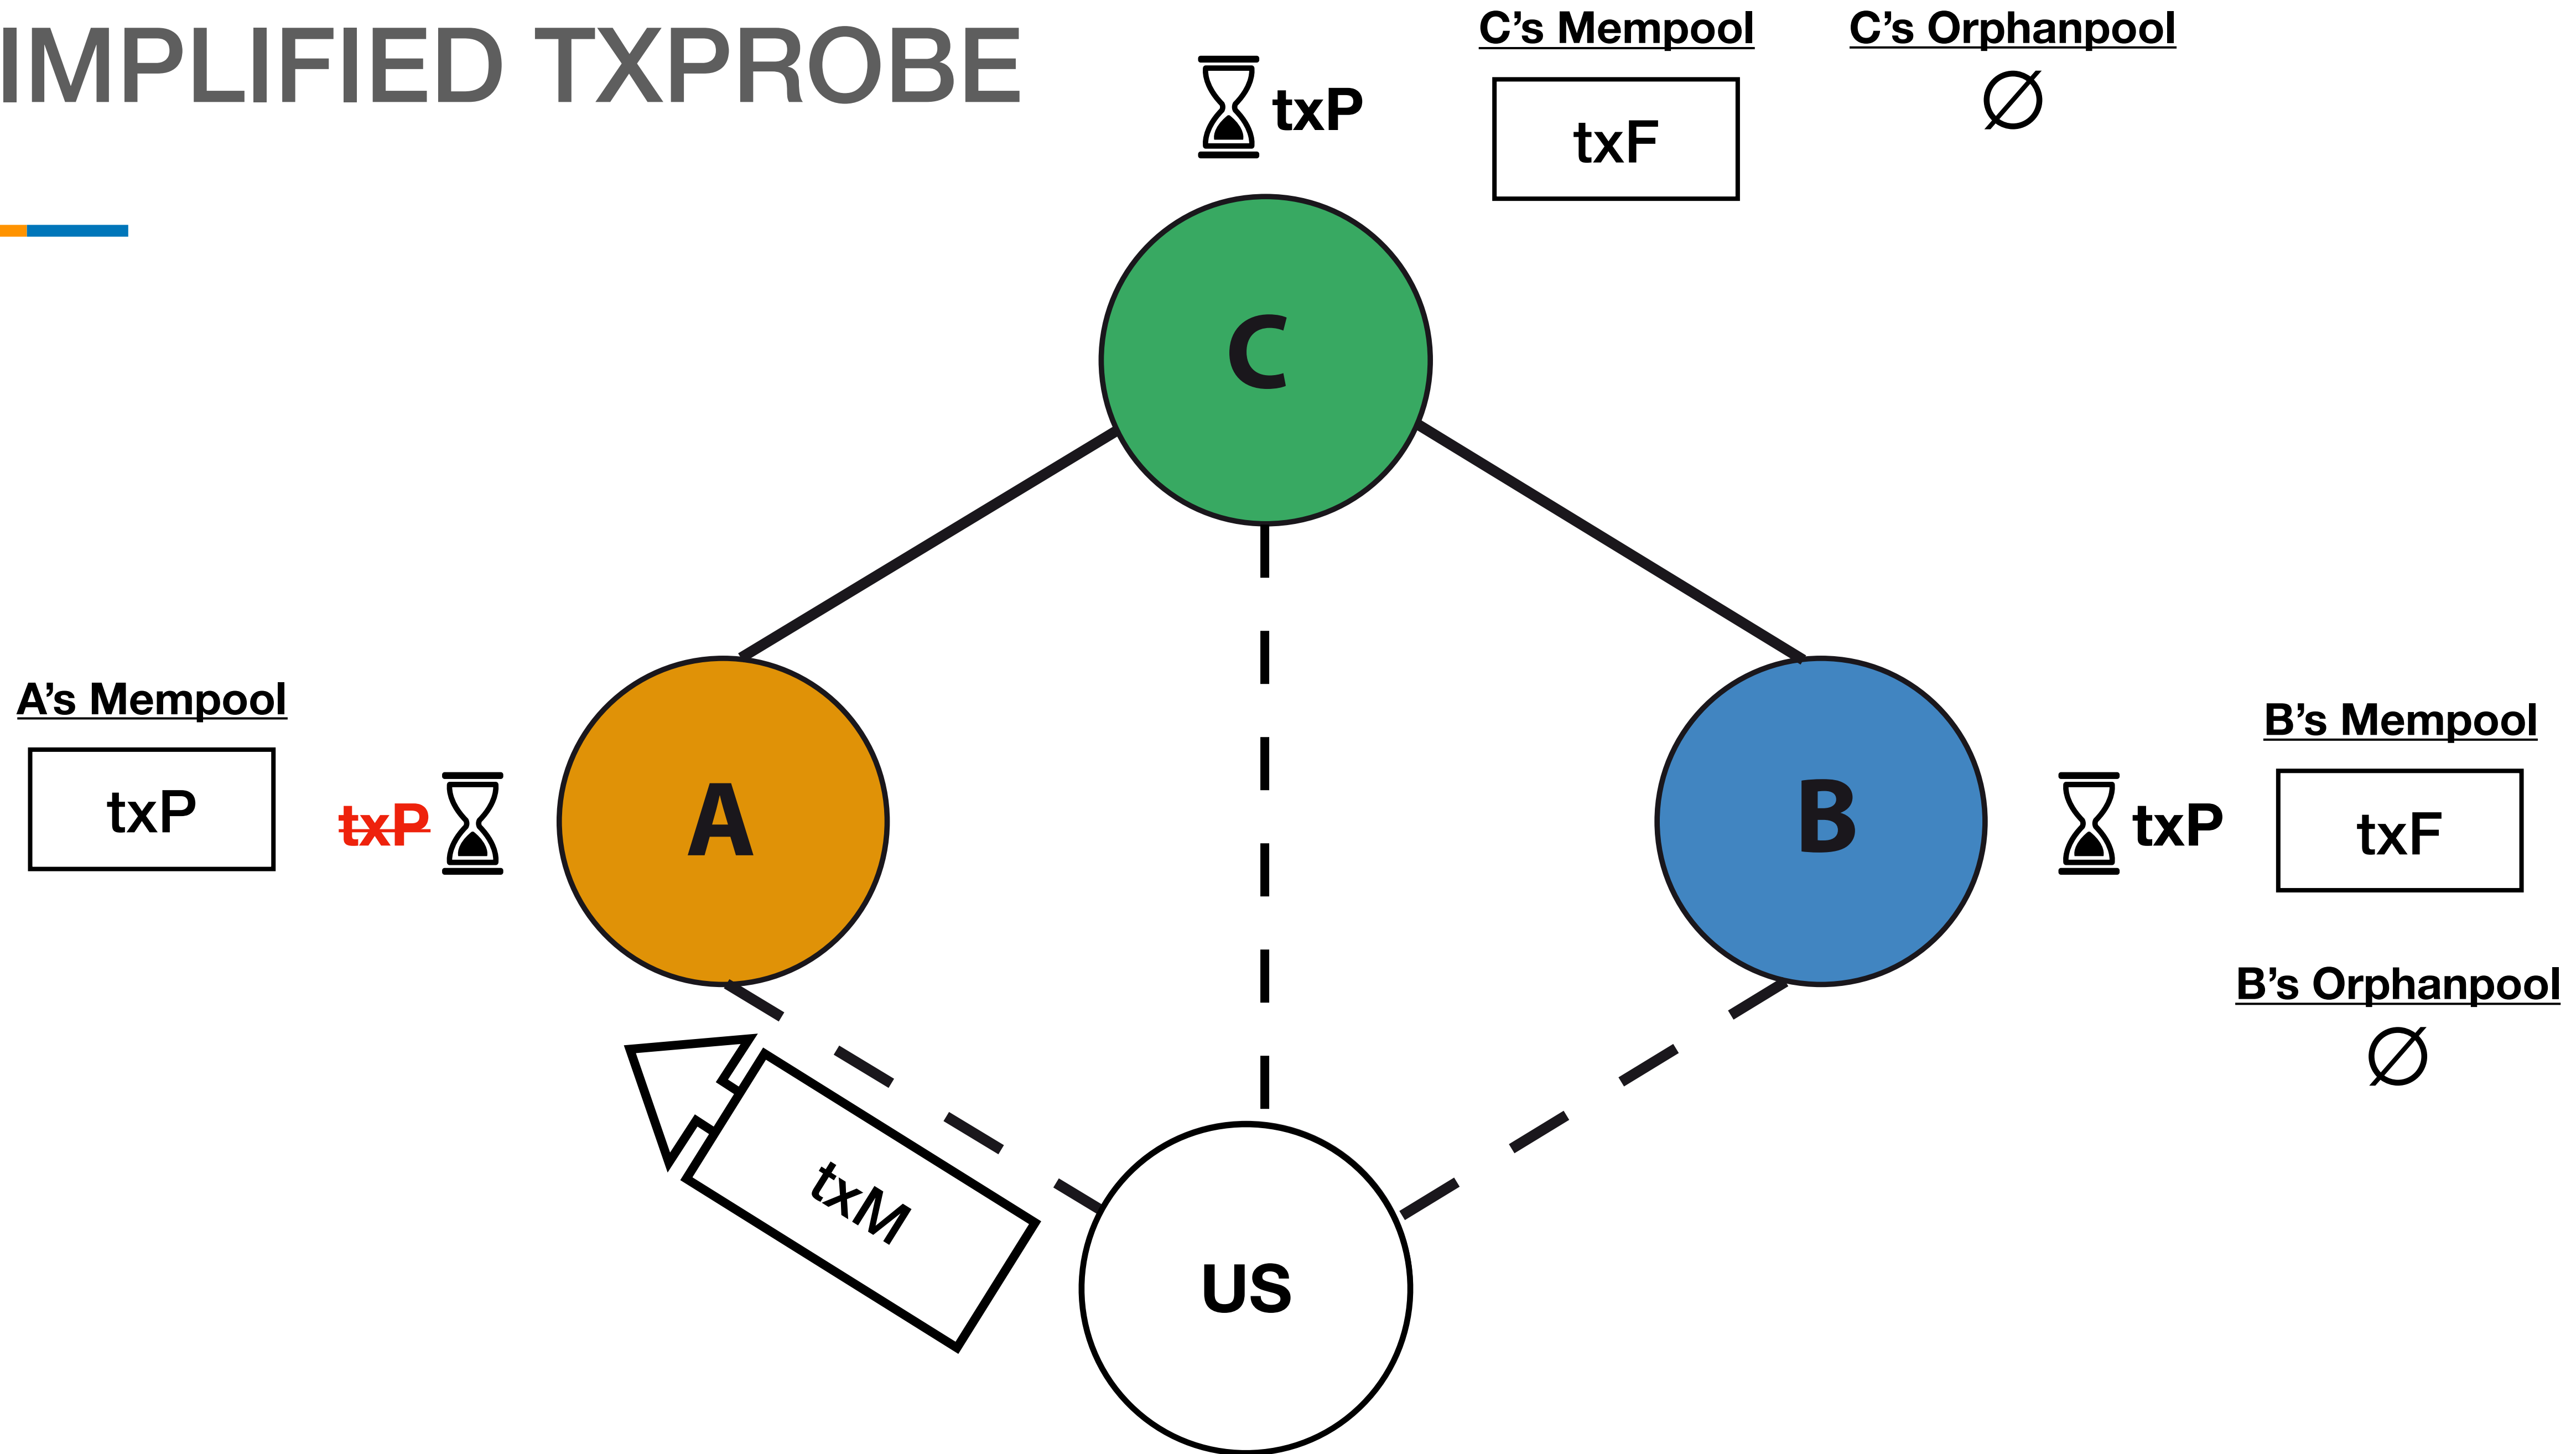 IMPLIFIED TXPROBE
C's Mempool
C's Orphanpool
txP
txF
∅
C
A's Mempool
txP
txP
A
B
txP
B's Mempool
txF
B's Orphanpool
∅
txM
US